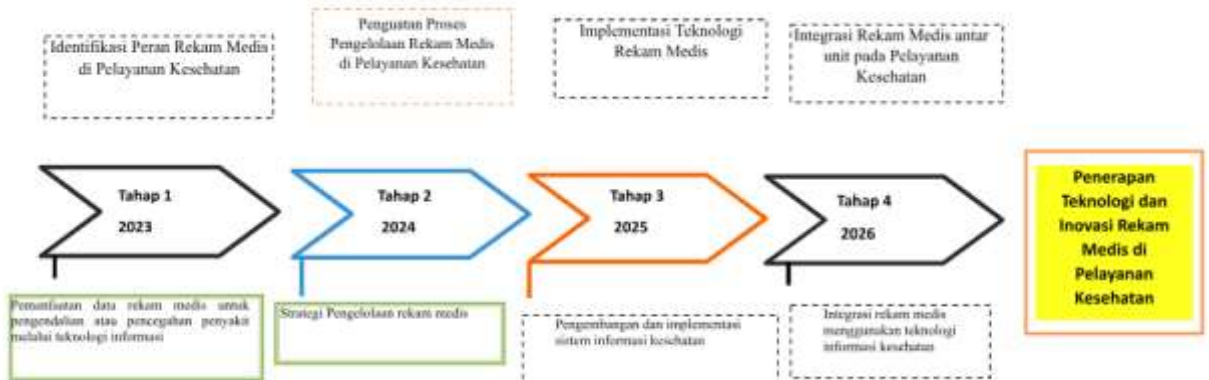 Identifikasi Peran Rekam Medis
di Pelayanan Kesehatan
Penguatan Proses
Pengelolaan Rekam Medis
di Pelayanan Kesehatan
Implementasi Teknologi
Rekam Medis
Integrasi Rekam Medis antar
unit pada Pelayanan
Kesehatan
Tahap 1
2023
Tahap 2
2024
Tahap 3
2025
Tahap 4
2026
Penerapan
Teknologi dan
Inovasi Rekam
Medis di
Pelayanan
Kesehatan
Pemanfaatan data rekam medis untuk
pengendalian atau pencegahan penyakit
melalui teknologi informasi
Strategi Pengelolaan rekam medis
Pengembangan dan implementasi
sistem informasi kesehatan
Integrasi rekam medis
menggunakan teknologi
informasi kesehatan